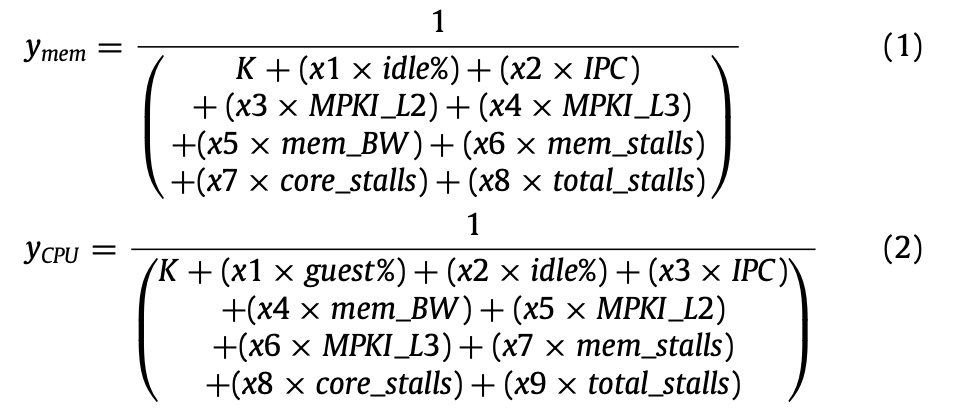 y_mem = 1 / ( K + (x1 × idle%) + (x2 × IPC) (1)
+ (x3 × MPKI_L2) + (x4 × MPKI_L3)
+(x5 × mem_BW) + (x6 × mem_stalls)
+(x7 × core_stalls) + (x8 × total_stalls) )
y_CPU = 1 / ( K + (x1 × guest%) + (x2 × idle%) + (x3 × IPC) (2)
+(x4 × mem_BW) + (x5 × MPKI_L2)
+(x6 × MPKI_L3) + (x7 × mem_stalls)
+(x8 × core_stalls) + (x9 × total_stalls) )